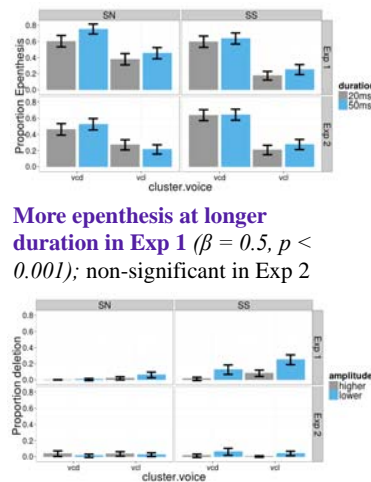 SN SS
Proportion Epenthesis
0.8
0.6
0.4
0.2
0.0
Exp 1
0.8
0.6
0.4
0.2
0.0
Exp 2
vcd vcl vcd vcl
cluster.voice
duration
20ms
50ms
More epenthesis at longer
duration in Exp 1 (β = 0.5, p <
0.001); non-significant in Exp 2
SN SS
Proportion deletion
0.8
0.6
0.4
0.2
0.0
Exp 1
0.8
0.6
0.4
0.2
0.0
Exp 2
vcd vcl vcd vcl
cluster.voice
amplitude
higher
lower